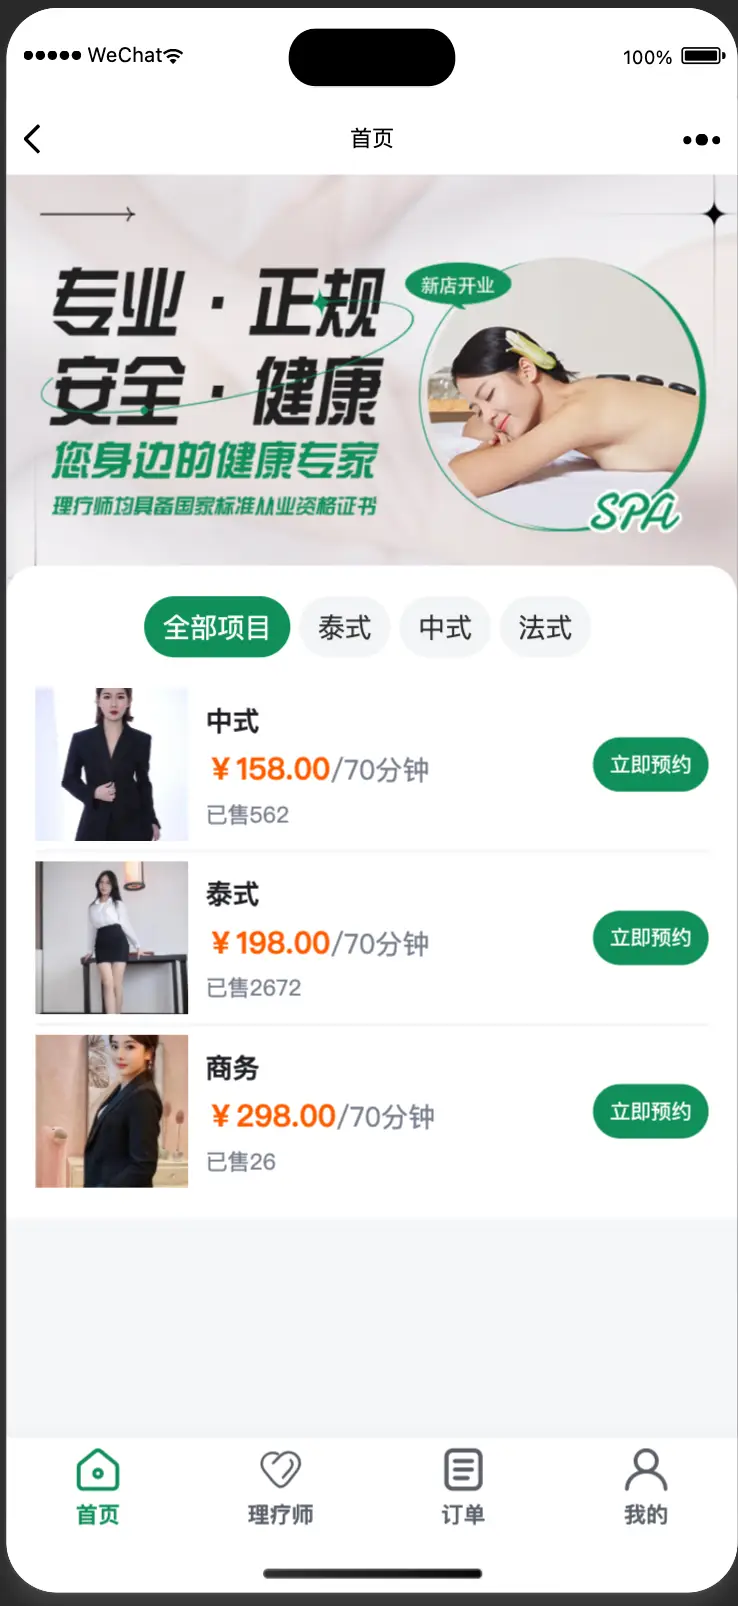 WeChat
100%
首页
专业·正规
新店开业
安全·健康
您身边的健康专家
理疗师均具备国家标准从业资格证书
SPA
全部项目
泰式
中式
法式
中式
¥158.00/70分钟
已售562
立即预约
泰式
¥198.00/70分钟
已售2672
立即预约
商务
¥298.00/70分钟
已售26
立即预约
首页
理疗师
订单
我的